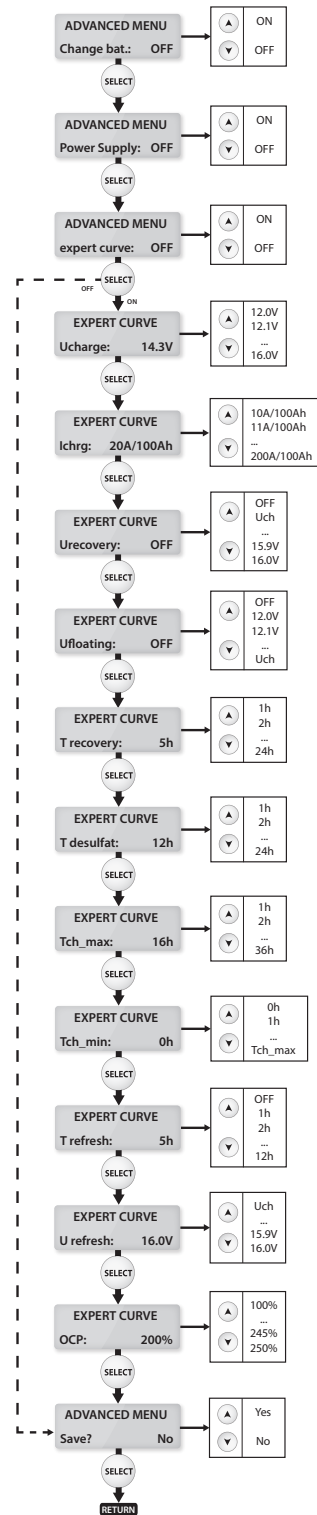 ADVANCED MENU
Change bat.: OFF
ON
OFF
SELECT
ADVANCED MENU
Power Supply: OFF
ON
OFF
SELECT
ADVANCED MENU
expert curve: OFF
ON
OFF
SELECT
OFF
ON
EXPERT CURVE
Ucharge: 14.3V
12.0V
12.1V
...
16.0V
SELECT
EXPERT CURVE
Ichrg: 20A/100Ah
10A/100Ah
11A/100Ah
...
200A/100Ah
SELECT
EXPERT CURVE
Urecovery: OFF
OFF
Uch
...
15.9V
16.0V
SELECT
EXPERT CURVE
Ufloating: OFF
OFF
12.0V
12.1V
...
Uch
SELECT
EXPERT CURVE
T recovery: 5h
1h
2h
...
24h
SELECT
EXPERT CURVE
T desulfat: 12h
1h
2h
...
24h
SELECT
EXPERT CURVE
Tch_max: 16h
1h
2h
...
36h
SELECT
EXPERT CURVE
Tch_min: 0h
0h
1h
...
Tch_max
SELECT
EXPERT CURVE
T refresh: 5h
OFF
1h
2h
...
12h
SELECT
EXPERT CURVE
U refresh: 16.0V
Uch
...
15.9V
16.0V
SELECT
EXPERT CURVE
OCP: 200%
100%
...
245%
250%
SELECT
ADVANCED MENU
Save? No
Yes
No
SELECT
RETURN